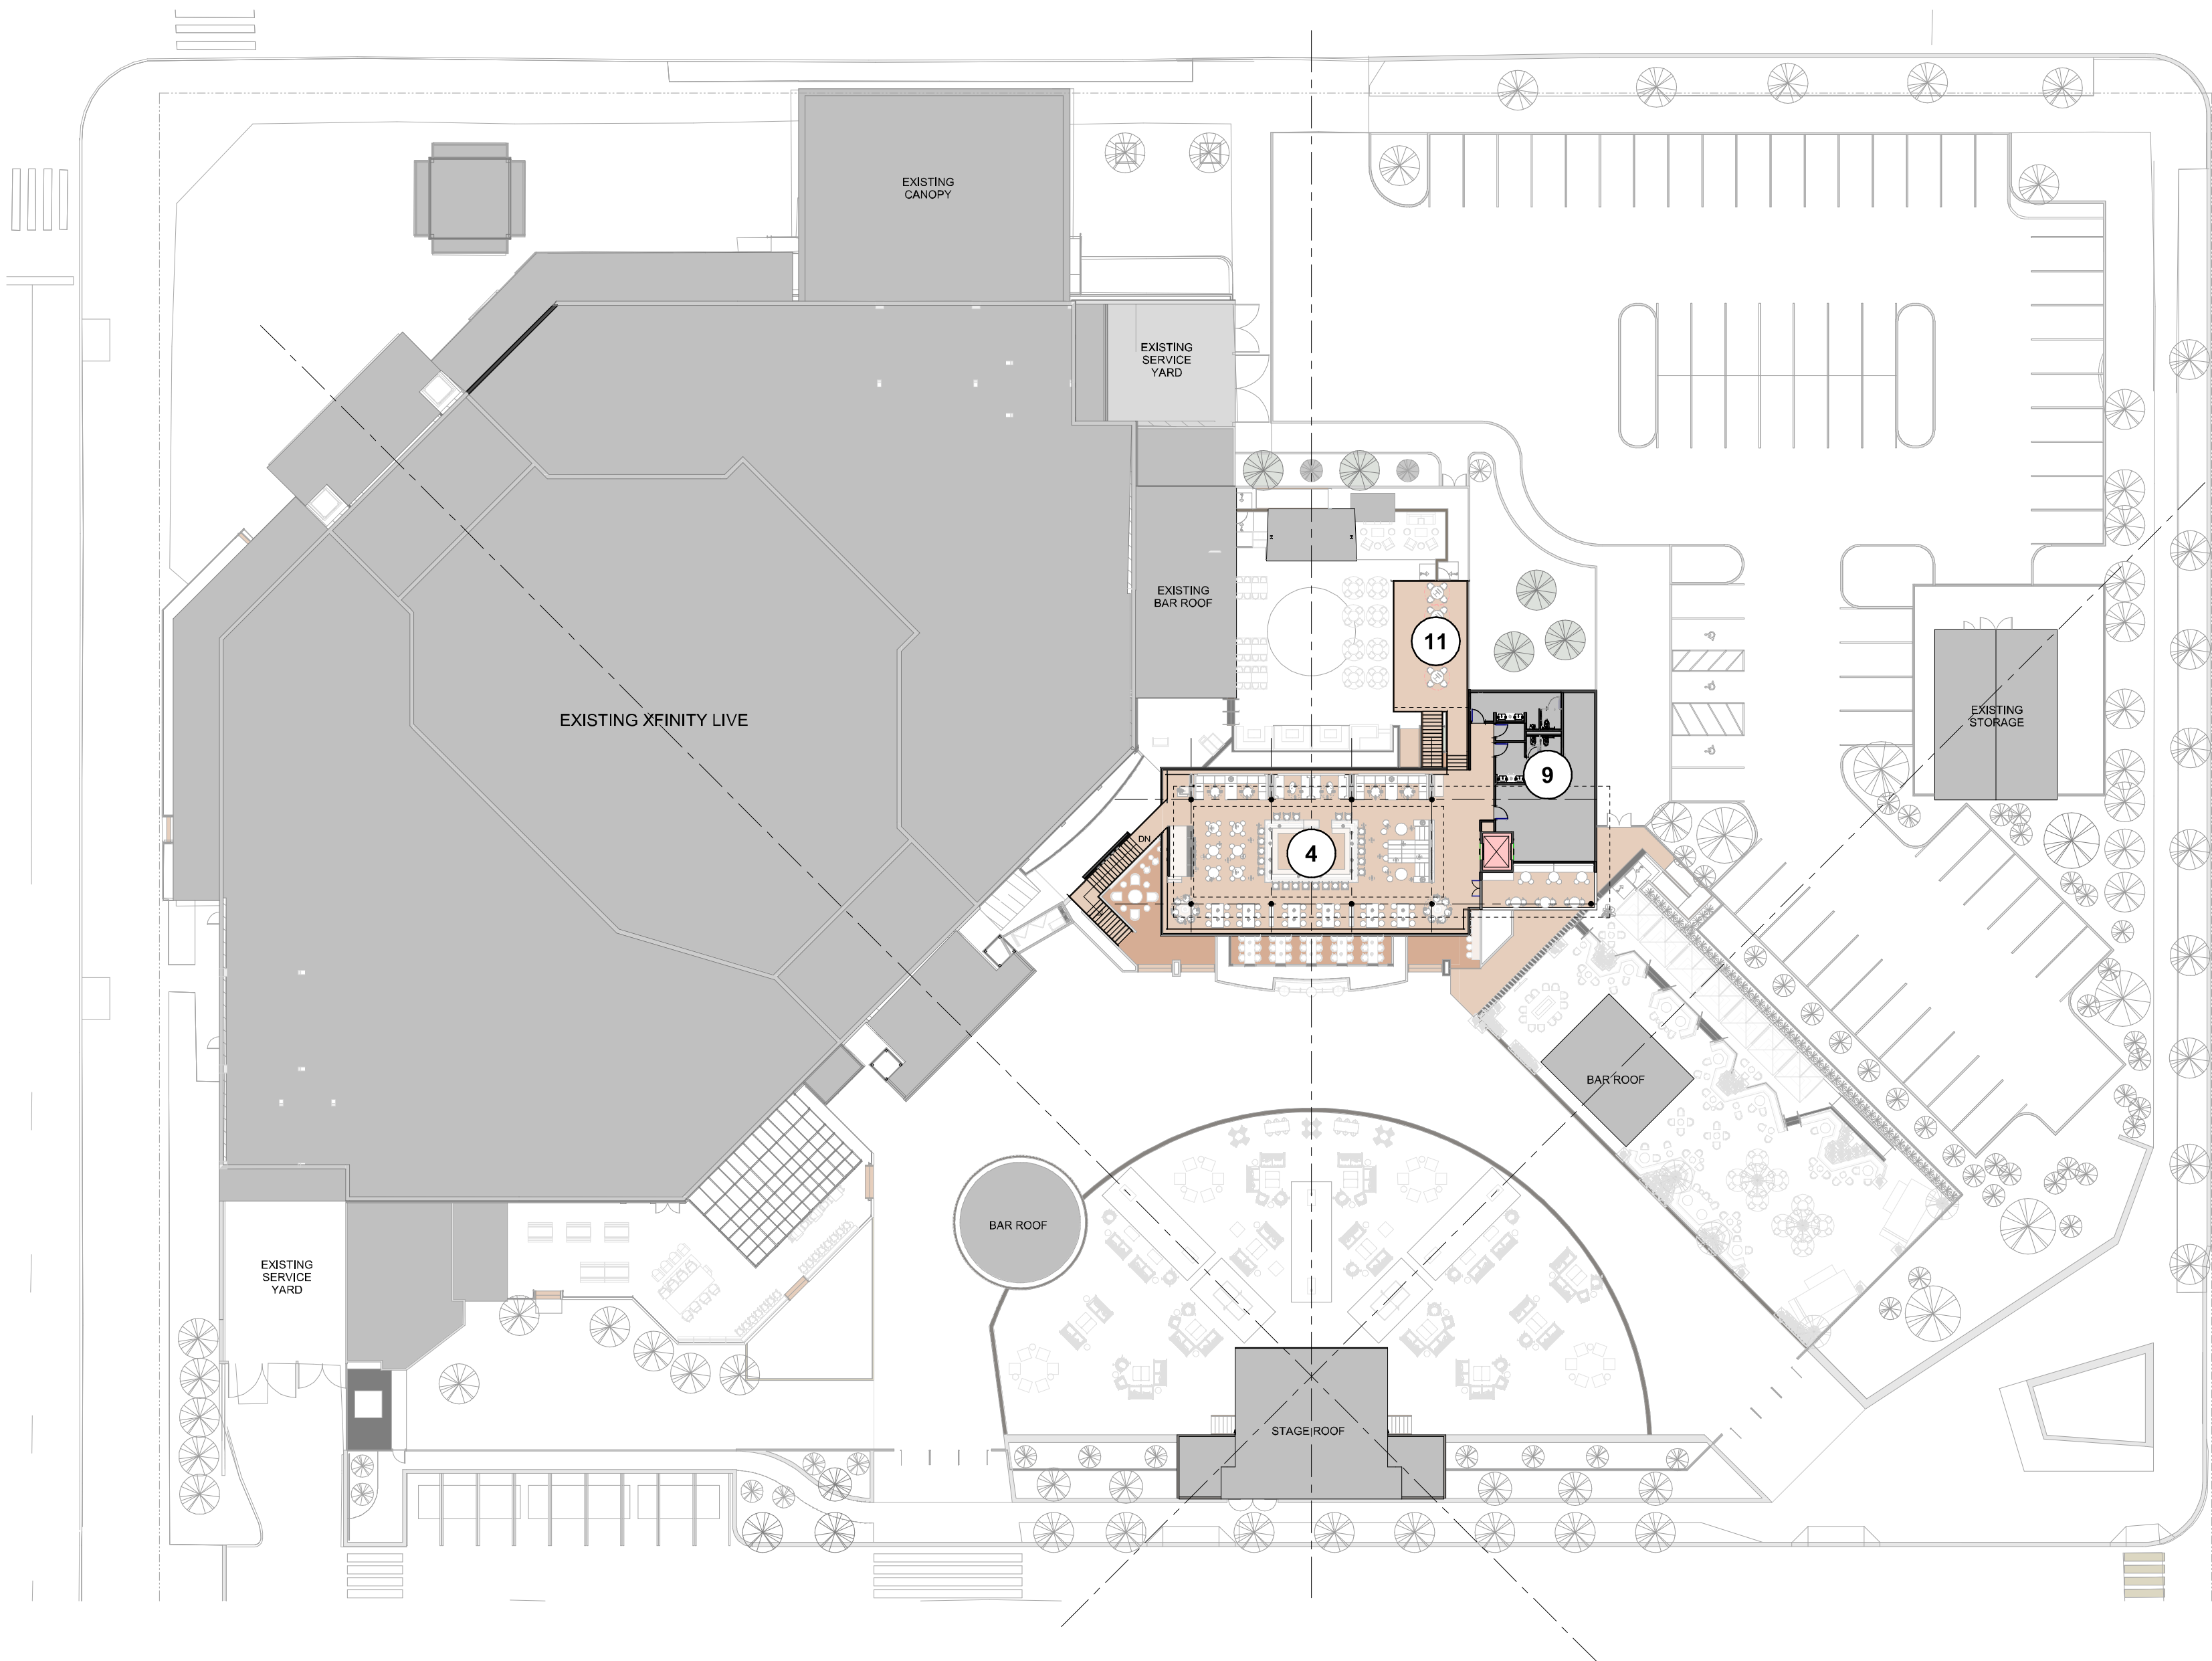 EXISTING
CANOPY
EXISTING
SERVICE
YARD
EXISTING
BAR ROOF
11
EXISTING XFINITY LIVE
EXISTING
STORAGE
9
DN
4
BAR ROOF
BAR ROOF
EXISTING
SERVICE
YARD
STAGE ROOF